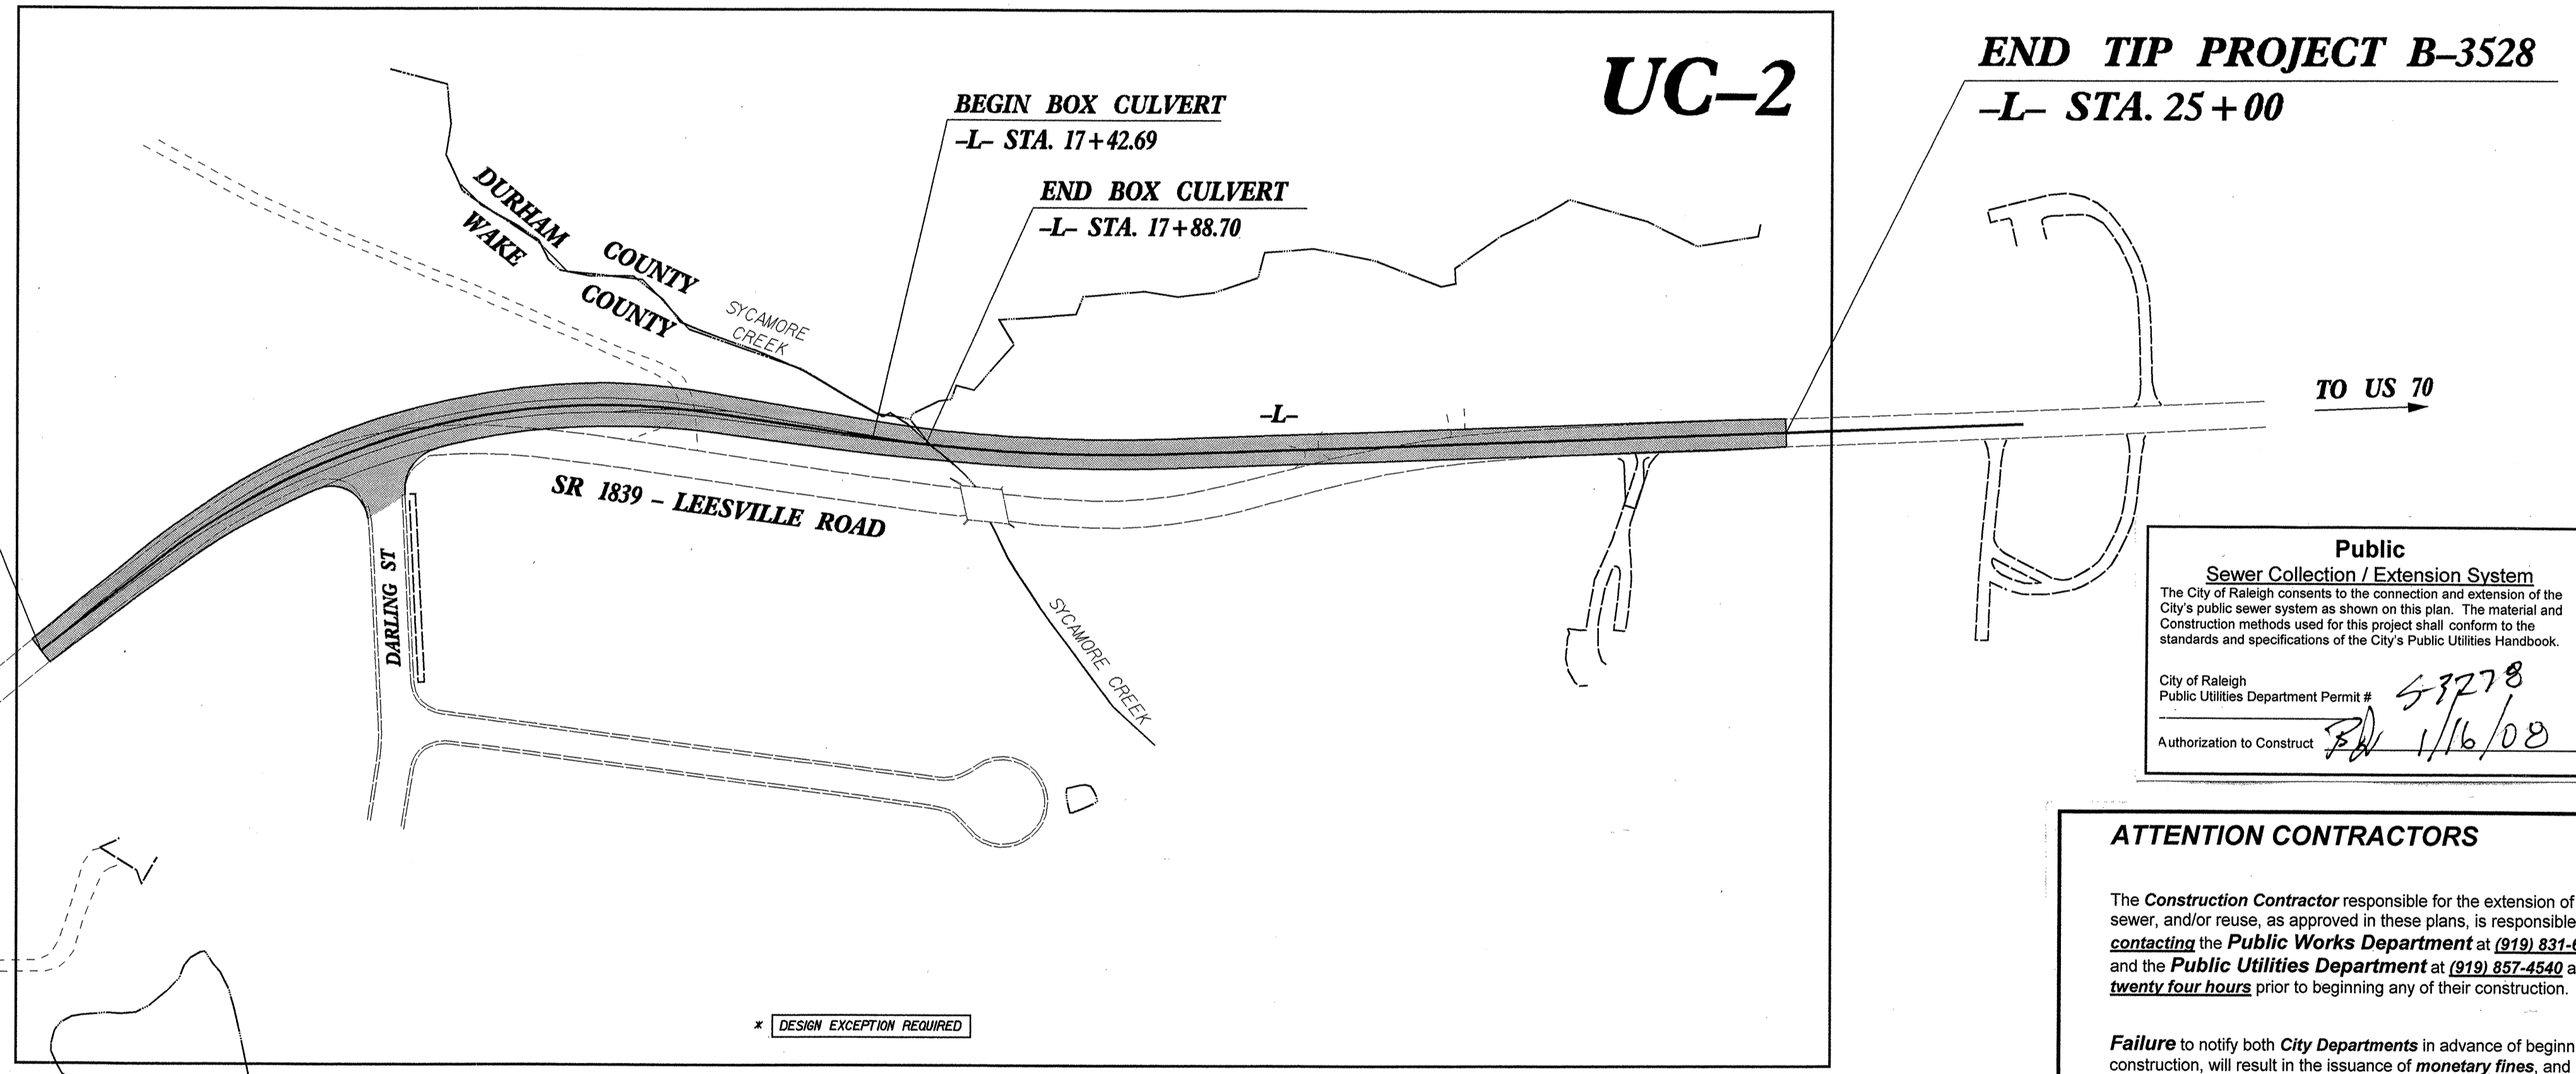 UC-2
END TIP PROJECT B-3528
-L- STA. 25+00
BEGIN BOX CULVERT
-L- STA. 17+42.69
END BOX CULVERT
-L- STA. 17+88.70
DURHAM COUNTY
WAKE COUNTY
SYCAMORE
CREEK
-L-
TO US 70
SR 1839 - LEESVILLE ROAD
DARLING ST
SYCAMORE CREEK
Public
Sewer Collection / Extension System
The City of Raleigh consents to the connection and extension of the
City's public sewer system as shown on this plan. The material and
Construction methods used for this project shall conform to the
standards and specifications of the City's Public Utilities Handbook.
City of Raleigh
Public Utilities Department Permit # S-3278
Authorization to Construct 1/16/08
ATTENTION CONTRACTORS
The Construction Contractor responsible for the extension of
sewer, and/or reuse, as approved in these plans, is responsible
contacting the Public Works Department at (919) 831-
and the Public Utilities Department at (919) 857-4540
twenty four hours prior to beginning any of their construction.
Failure to notify both City Departments in advance of beginn
construction, will result in the issuance of monetary fines, and
* DESIGN EXCEPTION REQUIRED